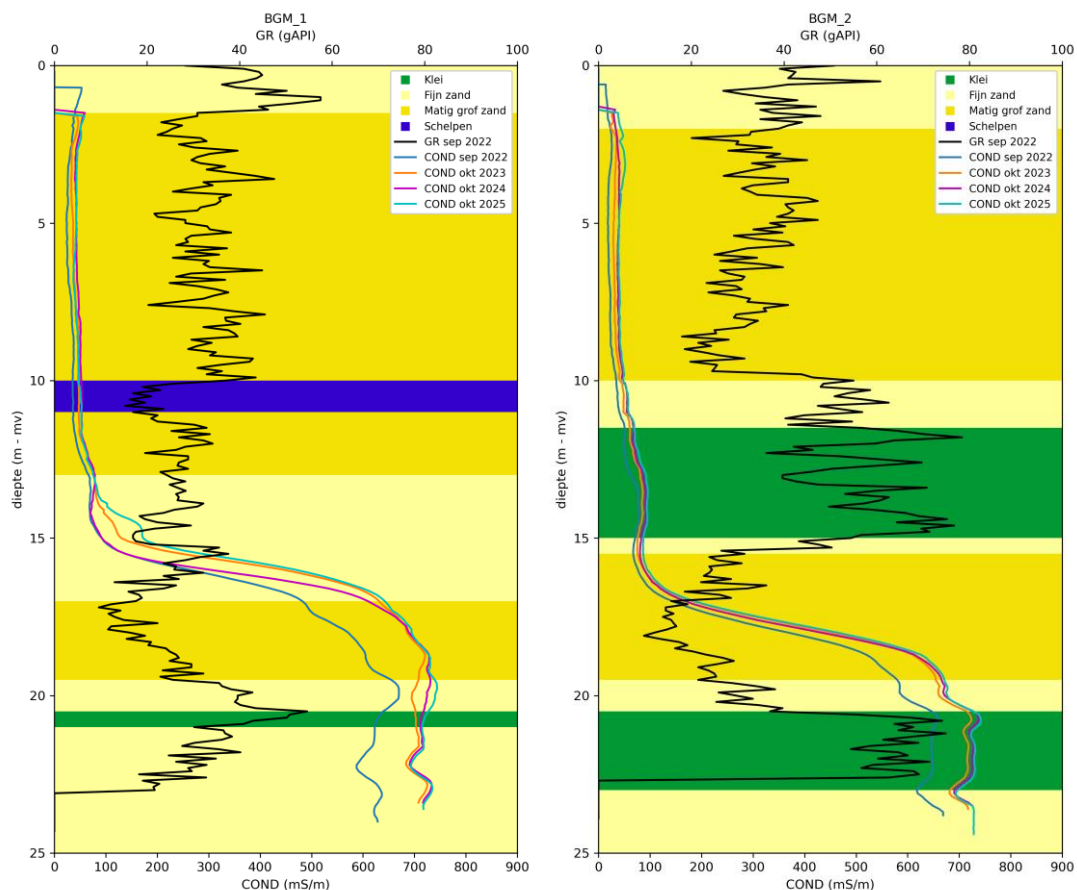 BGM_1
GR (gAPI)
0 20 40 60 80 100
0
5
10
15
20
25
diepte (m - mv)
Klei
Fijn zand
Matig grof zand
Schelpen
GR sep 2022
COND sep 2022
COND okt 2023
COND okt 2024
COND okt 2025
0 100 200 300 400 500 600 700 800 900
COND (mS/m)
BGM_2
GR (gAPI)
0 20 40 60 80 100
0
5
10
15
20
25
diepte (m - mv)
Klei
Fijn zand
Matig grof zand
Schelpen
GR sep 2022
COND sep 2022
COND okt 2023
COND okt 2024
COND okt 2025
0 100 200 300 400 500 600 700 800 900
COND (mS/m)